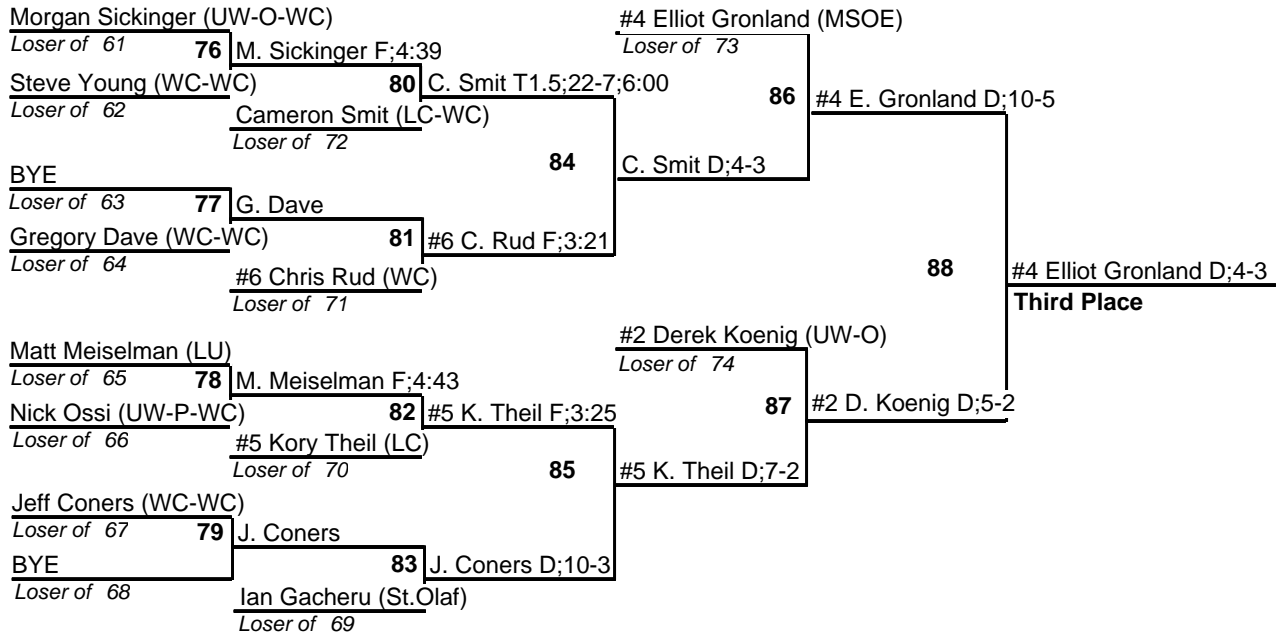 Morgan Sickinger (UW-O-WC)
Loser of 61
76
M. Sickinger F;4:39
Steve Young (WC-WC)
Loser of 62
80
C. Smit T1.5;22-7;6:00
Cameron Smit (LC-WC)
Loser of 72
#4 Elliot Gronland (MSOE)
Loser of 73
86
#4 E. Gronland D;10-5
84
C. Smit D;4-3
BYE
Loser of 63
77
G. Dave
Gregory Dave (WC-WC)
Loser of 64
81
#6 C. Rud F;3:21
#6 Chris Rud (WC)
Loser of 71
88
#4 Elliot Gronland D;4-3
Third Place
Matt Meiselman (LU)
Loser of 65
78
M. Meiselman F;4:43
Nick Ossi (UW-P-WC)
Loser of 66
82
#5 K. Theil F;3:25
#5 Kory Theil (LC)
Loser of 70
#2 Derek Koenig (UW-O)
Loser of 74
87
#2 D. Koenig D;5-2
85
#5 K. Theil D;7-2
Jeff Coners (WC-WC)
Loser of 67
79
J. Coners
BYE
Loser of 68
83
J. Coners D;10-3
Ian Gacheru (St.Olaf)
Loser of 69